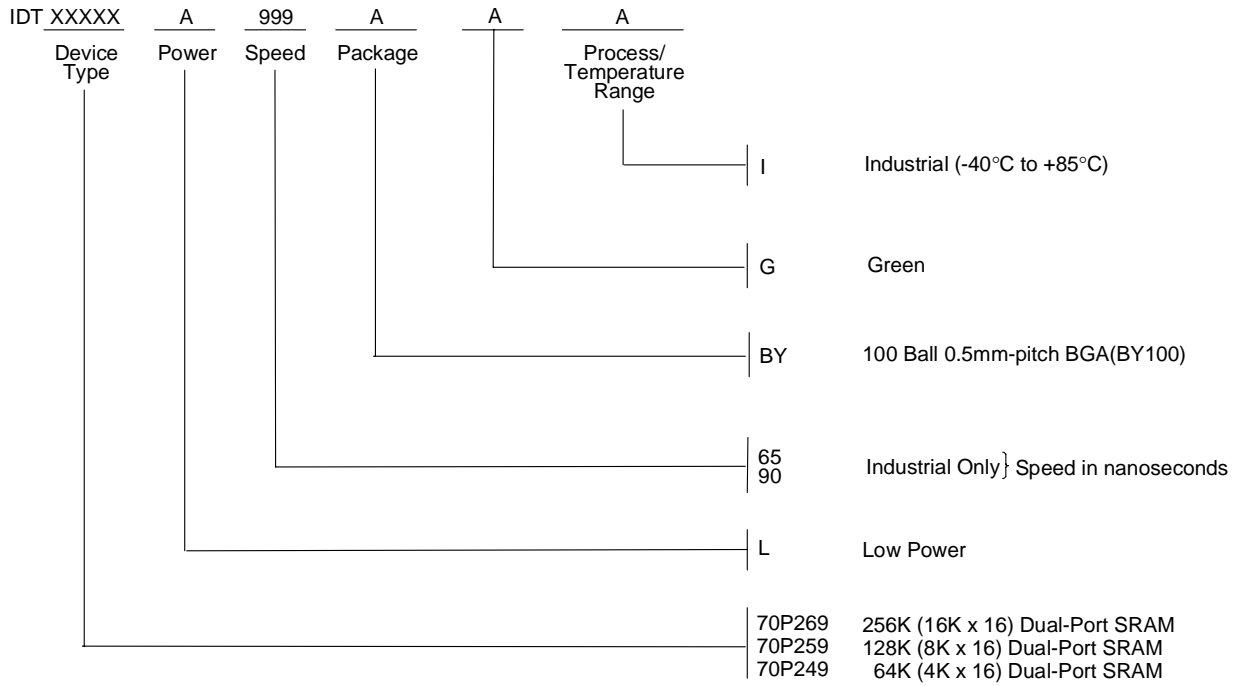 IDT XXXXX A 999 A A A
Device Type Power Speed Package Process/ Temperature Range
I Industrial (-40°C to +85°C)
G Green
BY 100 Ball 0.5mm-pitch BGA(BY100)
65
90
Industrial Only} Speed in nanoseconds
L Low Power
70P269 256K (16K x 16) Dual-Port SRAM
70P259 128K (8K x 16) Dual-Port SRAM
70P249 64K (4K x 16) Dual-Port SRAM